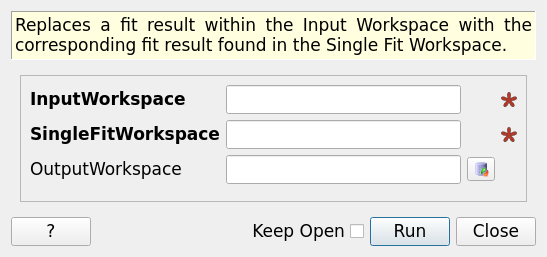 Replaces a fit result within the Input Workspace with the
corresponding fit result found in the Single Fit Workspace.
InputWorkspace
SingleFitWorkspace
OutputWorkspace
? Keep Open Run Close